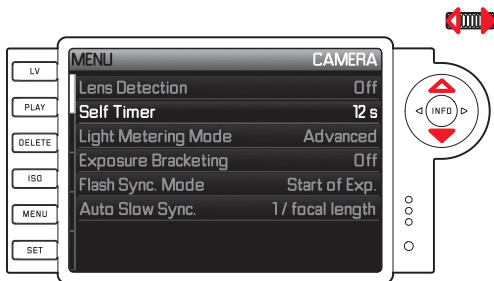 MENU CAMERA
Lens Detection Off
Self Timer 12 s
Light Metering Mode Advanced
Exposure Bracketing Off
Flash Sync. Mode Start of Exp.
Auto Slow Sync. 1 / focal length
LV
PLAY
DELETE
ISO
MENU
SET
INFO